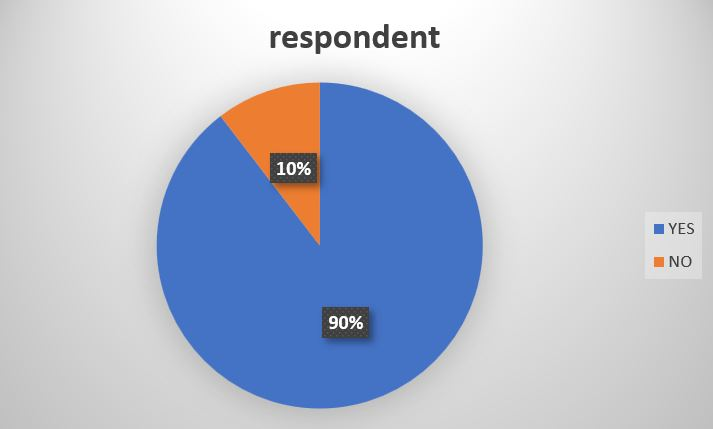 respondent
10%
90%
YES
NO